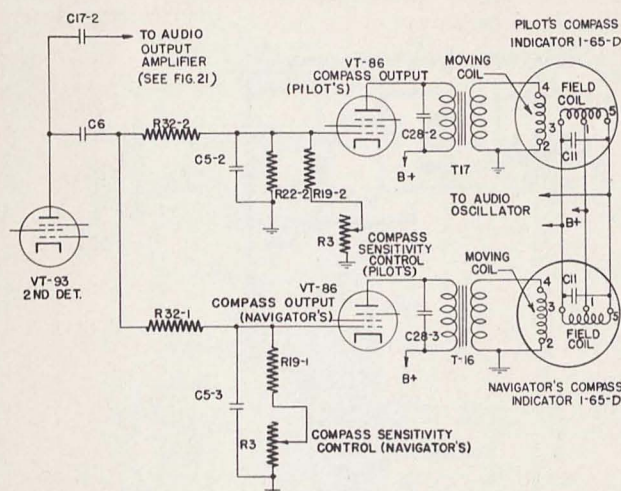 C17-2
TO AUDIO
OUTPUT
AMPLIFIER
(SEE FIG.21)
C6
R32-2
VT-93
2ND DET.
C5-2
R22-2
R19-2
R3
COMPASS
SENSITIVITY
CONTROL
(PILOT'S)
VT-86
COMPASS OUTPUT
(PILOT'S)
C28-2
B+
T17
MOVING
COIL
PILOT'S COMPASS
INDICATOR I-65-D
FIELD
COIL
4
3
1
5
2
C11
TO AUDIO
OSCILLATOR
B+
R32-1
VT-86
COMPASS OUTPUT
(NAVIGATOR'S)
C5-3
R19-1
R3
COMPASS SENSITIVITY
CONTROL (NAVIGATOR'S)
C28-3
B+
T-16
MOVING
COIL
C11
4
3
1
5
2
FIELD
COIL
NAVIGATOR'S COMPASS
INDICATOR I-65-D